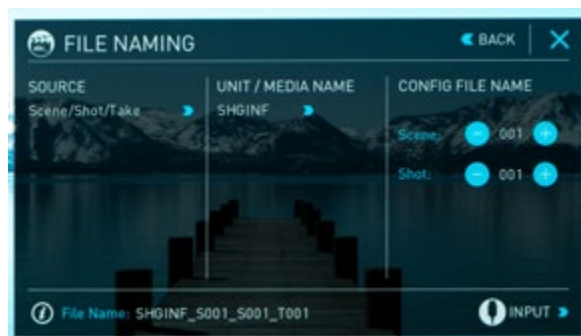 FILE NAMING
BACK
SOURCE
Scene/Shot/Take
UNIT / MEDIA NAME
SHGINF
CONFIG FILE NAME
Scene: 001
Shot: 001
File Name: SHGINF_S001_S001_T001
INPUT